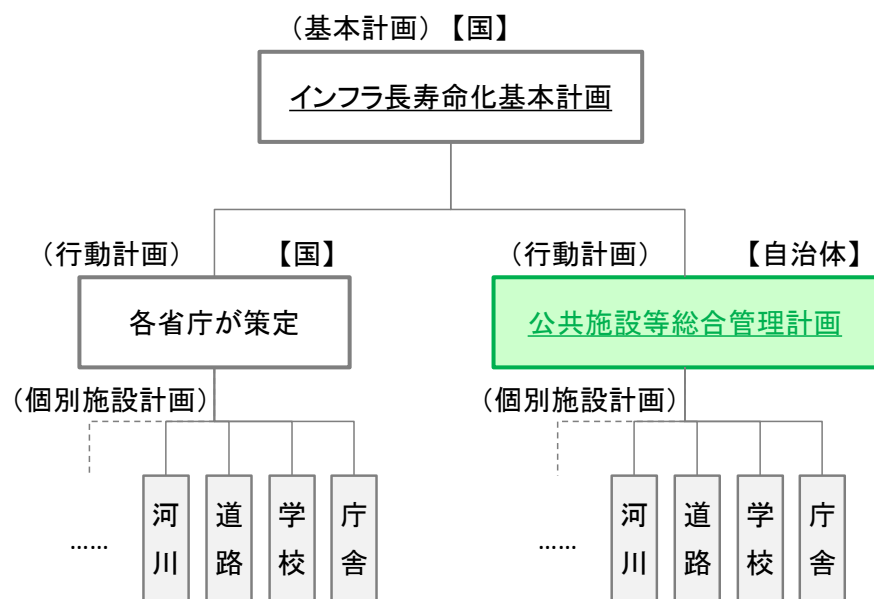 （基本計画）【国】
インフラ長寿命化基本計画
（行動計画）　【国】
（行動計画）　【自治体】
各省庁が策定
公共施設等総合管理計画
（個別施設計画）
（個別施設計画）
……
河川
道路
学校
庁舎
……
河川
道路
学校
庁舎